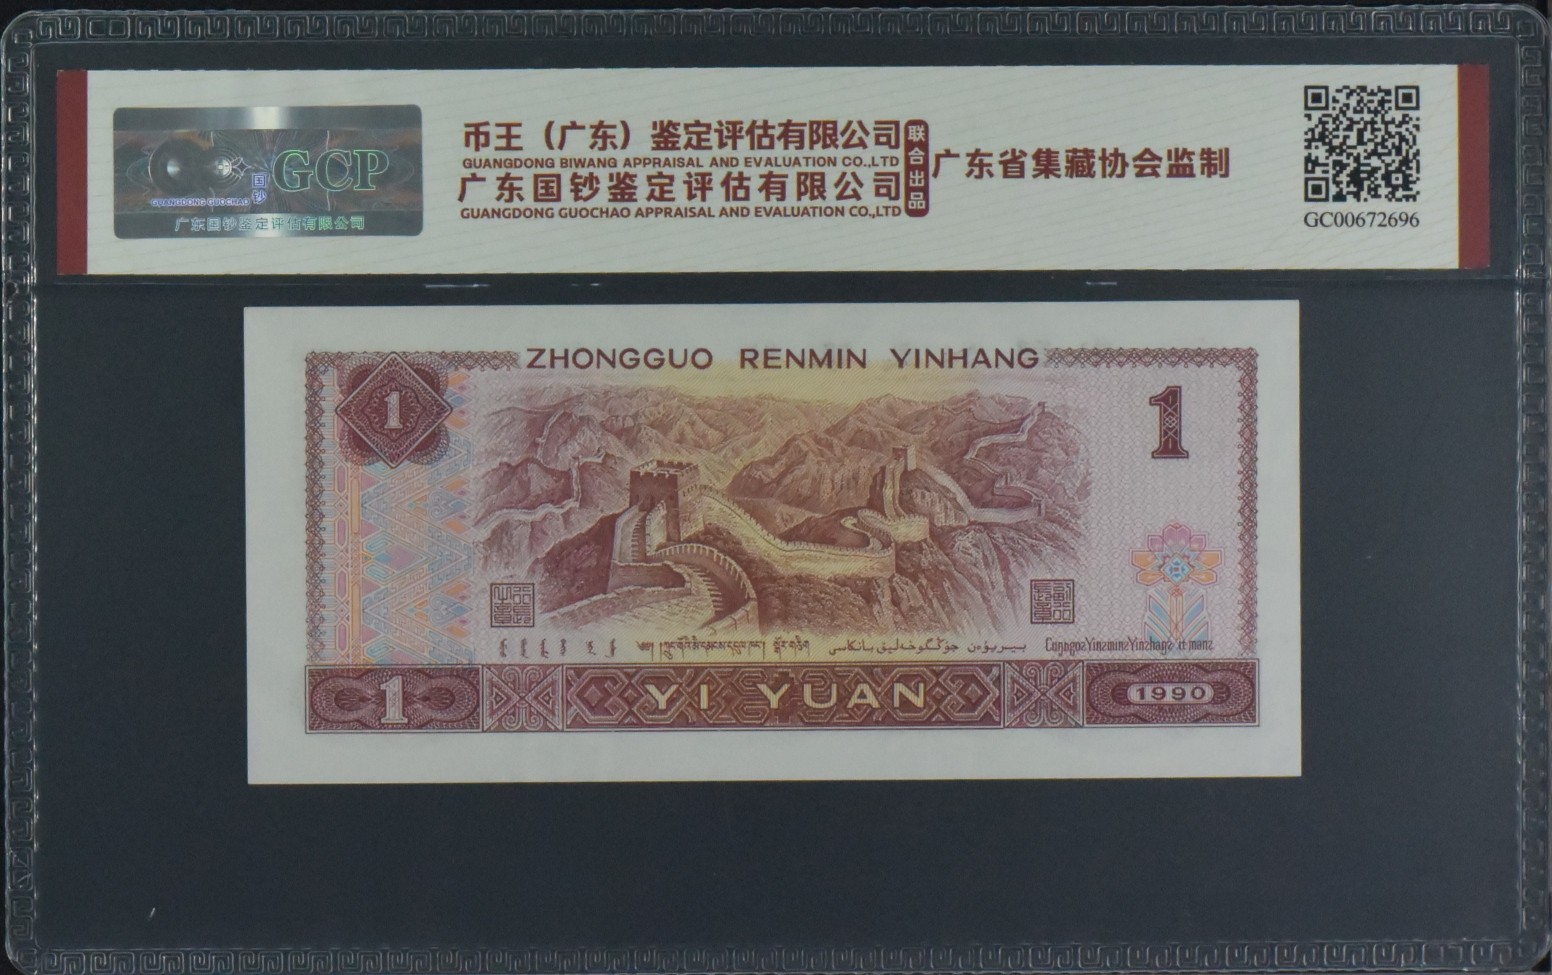 GCP
国钞
GUANGDONG GUOCHAO
广东国钞鉴定评估有限公司
币王（广东）鉴定评估有限公司
GUANGDONG BIWANG APPRAISAL AND EVALUATION CO.,LTD
广东国钞鉴定评估有限公司
GUANGDONG GUOCHAO APPRAISAL AND EVALUATION CO.,LTD
联合出品
广东省集藏协会监制
GC00672696
ZHONGGUO RENMIN YINHANG
1
1
1
YI YUAN
1990